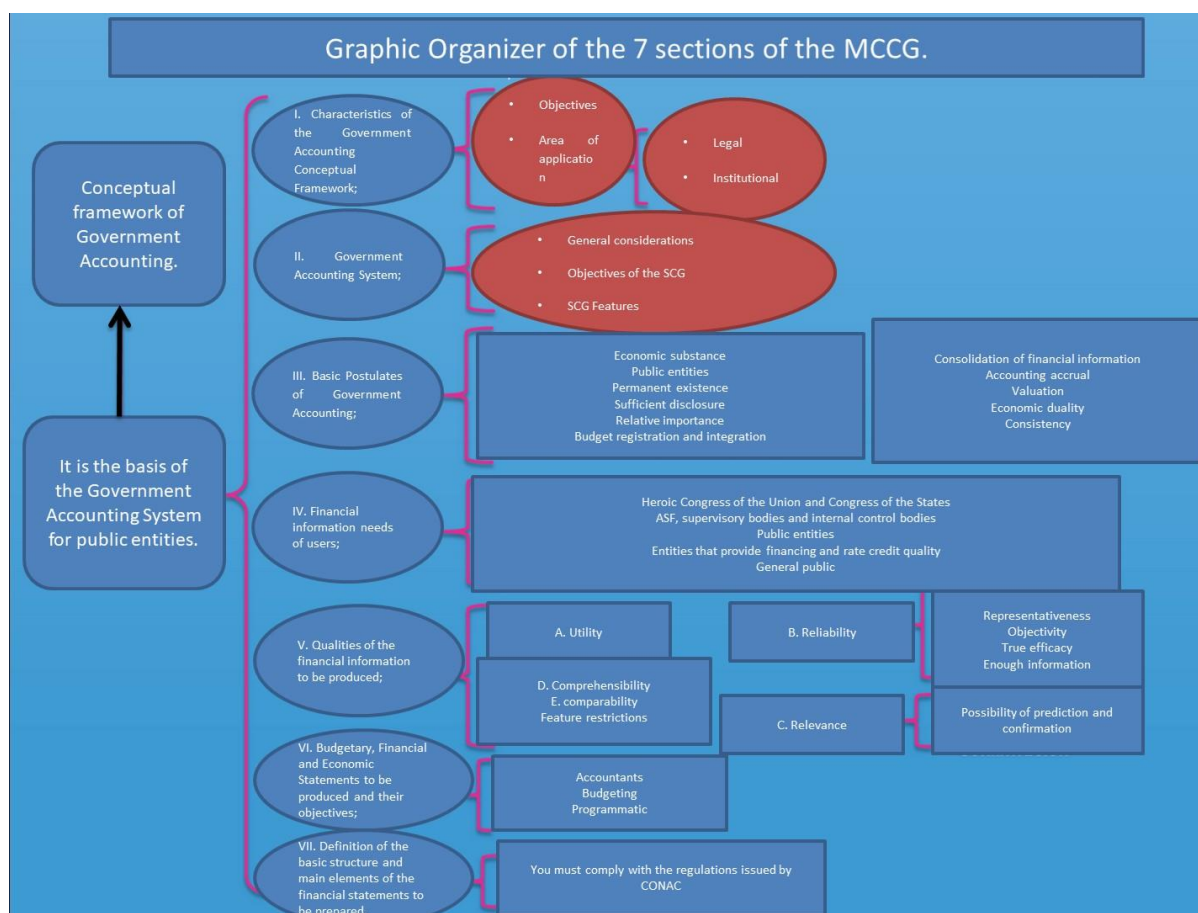 Graphic Organizer of the 7 sections of the MCCG.
Conceptual
framework of
Government
Accounting.
It is the basis of
the Government
Accounting System
for public entities.
I. Characteristics of
the Government
Accounting
Conceptual
Framework;
• Objectives
• Area of
applicatio
n
• Legal
• Institutional
II. Government
Accounting System;
• General considerations
• Objectives of the SCG
• SCG Features
III. Basic Postulates
of Government
Accounting;
Economic substance
Public entities
Permanent existence
Sufficient disclosure
Relative importance
Budget registration and integration
Consolidation of financial information
Accounting accrual
Valuation
Economic duality
Consistency
IV. Financial
information needs
of users;
Heroic Congress of the Union and Congress of the States
ASF, supervisory bodies and internal control bodies
Public entities
Entities that provide financing and rate credit quality
General public
V. Qualities of the
financial information
to be produced;
A. Utility
B. Reliability
Representativeness
Objectivity
True efficacy
Enough information
D. Comprehensibility
E. comparability
Feature restrictions
C. Relevance
Possibility of prediction and
confirmation
VI. Budgetary, Financial
and Economic
Statements to be
produced and their
objectives;
Accountants
Budgeting
Programmatic
VII. Definition of the
basic structure and
main elements of the
financial statements to
be prepared
You must comply with the regulations issued by
CONAC